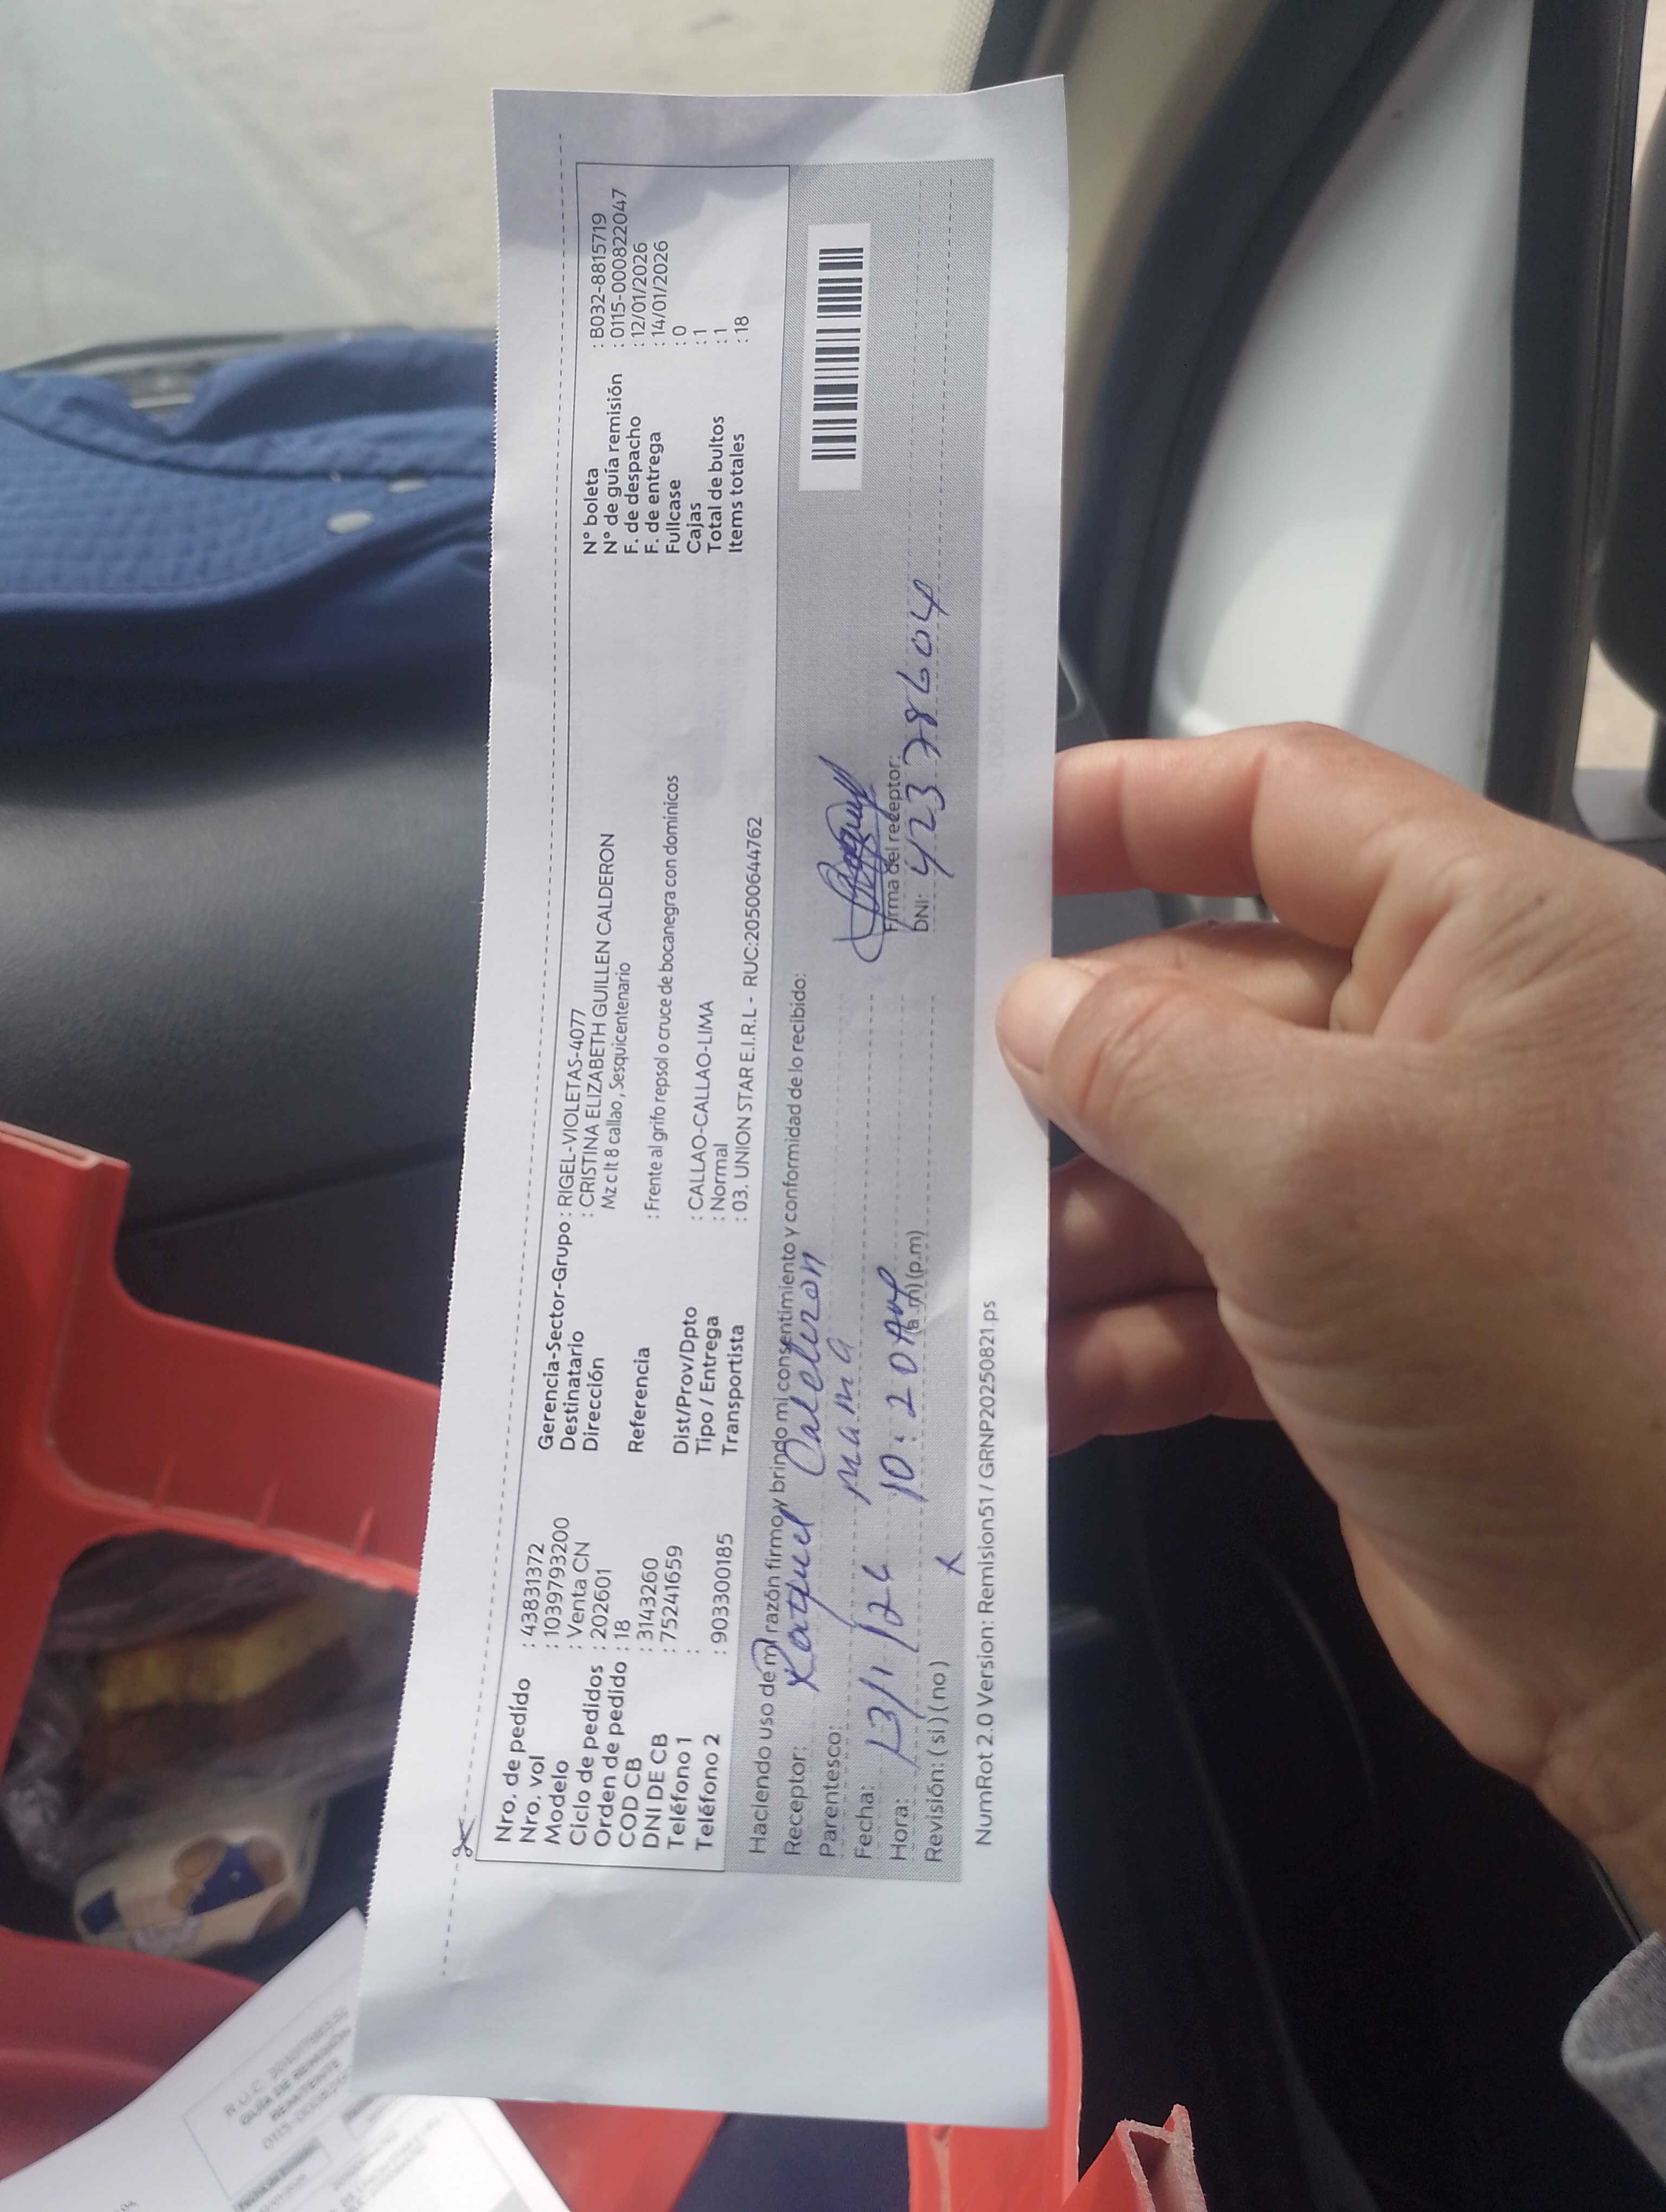 Nro. de pedido : 43831372
Nro. vol : 1039793200
Modelo : Venta CN
Ciclo de pedidos : 202601
Orden de pedido : 18
COD CB : 3143260
DNI DE CB : 75241659
Teléfono 1 :
Teléfono 2 : 903300185
Gerencia-Sector-Grupo : RIGEL-VIOLETAS-4077
Destinatario : CRISTINA ELIZABETH GUILLEN CALDERON
Dirección Mz c lt 8 callao , Sesquicentenario
Referencia : Frente al grifo repsol o cruce de bocanegra con dominicos
Dist/Prov/Dpto : CALLAO-CALLAO-LIMA
Tipo / Entrega : Normal
Transportista : 03. UNION STAR E.I.R.L - RUC:20500644762
N° boleta : B032-8815719
N° de guía remisión : 0115-0000822047
F. de despacho : 12/01/2026
F. de entrega : 14/01/2026
Fullcase : 0
Cajas : 1
Total de bultos : 1
Items totales : 18
Haciendo uso de mi razón firmo y brindo mi consentimiento y conformidad de lo recibido:
Receptor: Raquel Calderon
Parentesco: mama
Fecha: 13/1/26
Hora: 10:20 AM (a.m) (p.m)
Revisión: ( si ) ( no ) x
Firma del receptor:
DNI: 42378604
NumRot 2.0 Version: Remision51 / GRNP20250821.ps
R.U.C.
GUÍA DE REMISIÓN
REMITENTE